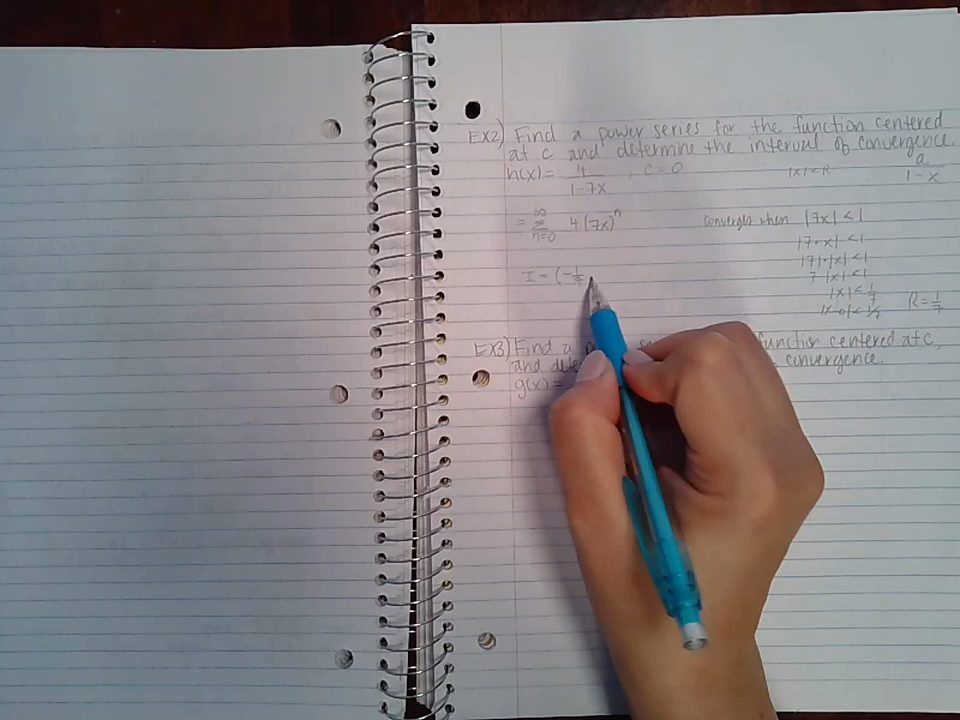 EX2) Find a power series for the function centered
at c and determine the interval of convergence.
h(x) = 4/(1-7x) , c = 0 |x| < R a/(1-x)
= ∞ Σ n=0 4(7x)^n converges when |7x| < 1
|7·x| < 1
|7|·|x| < 1
I = (-1/7 7|x| < 1
|x| < 1/7 R = 1/7
|x-0| < 1/7
EX3) Find a function centered at c,
and convergence.
g(x) =